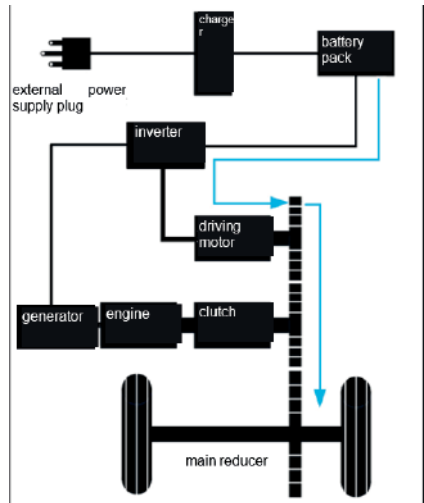 charge
r
battery
pack
external power
supply plug
inverter
driving
motor
generator
engine
clutch
main reducer